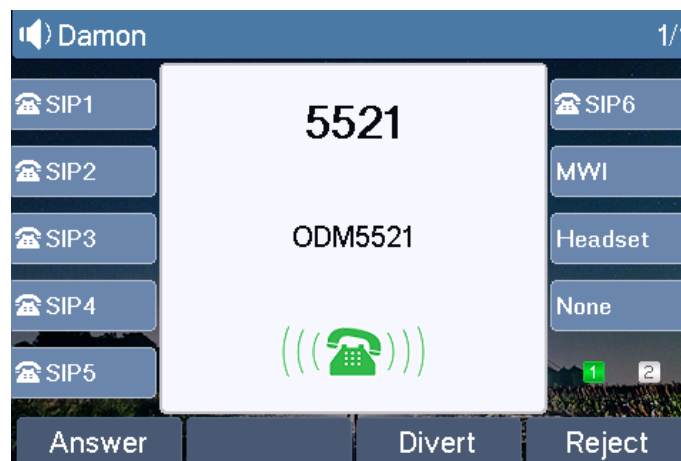 Damon
1/
SIP1
SIP2
SIP3
SIP4
SIP5
5521
ODM5521
SIP6
MWI
Headset
None
1 2
Answer
Divert
Reject